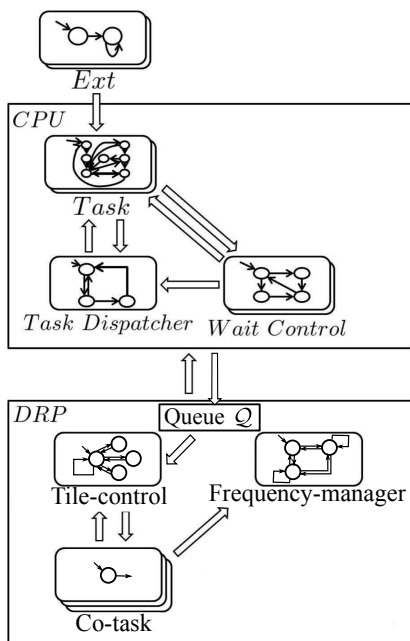 Ext
CPU
Task
Task Dispatcher
Wait Control
DRP
Queue Q
Tile-control
Frequency-manager
Co-task